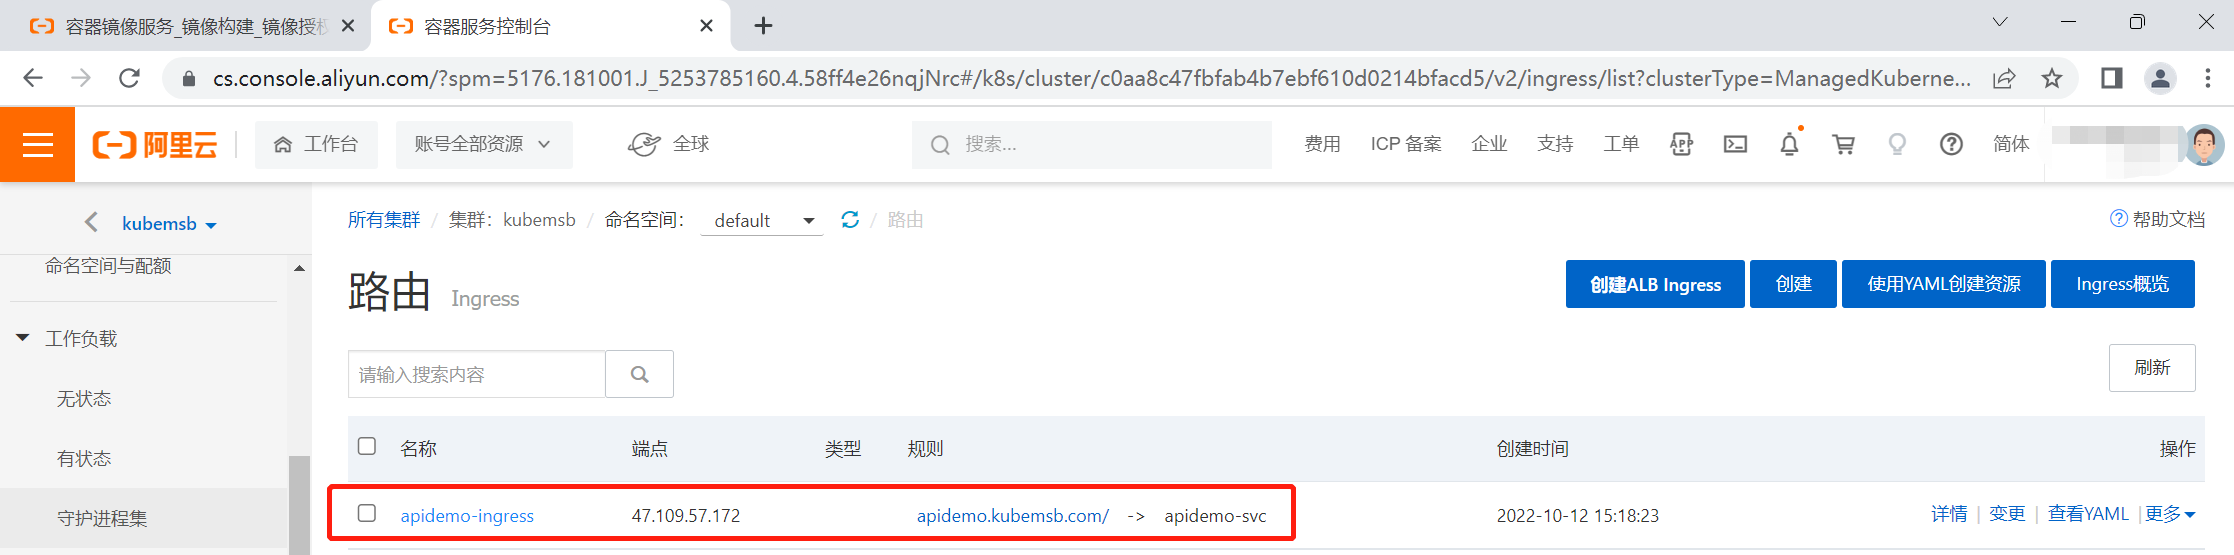 容器镜像服务_镜像构建_镜像授权
容器服务控制台
cs.console.aliyun.com/?spm=5176.181001.J_5253785160.4.58ff4e26nqjNrc#/k8s/cluster/c0aa8c47fbfab4b7ebf610d0214bfacd5/v2/ingress/list?clusterType=ManagedKuberne...
阿里云 工作台 账号全部资源 全球 搜索... 费用 ICP 备案 企业 支持 工单 APP 简体
kubemsb
所有集群 / 集群：kubemsb / 命名空间： default / 路由
帮助文档
命名空间与配额
路由 Ingress
创建ALB Ingress 创建 使用YAML创建资源 Ingress概览
工作负载
请输入搜索内容
刷新
无状态
名称 端点 类型 规则 创建时间 操作
有状态
apidemo-ingress 47.109.57.172 apidemo.kubemsb.com/ -> apidemo-svc 2022-10-12 15:18:23 详情 | 变更 | 查看YAML | 更多
守护进程集